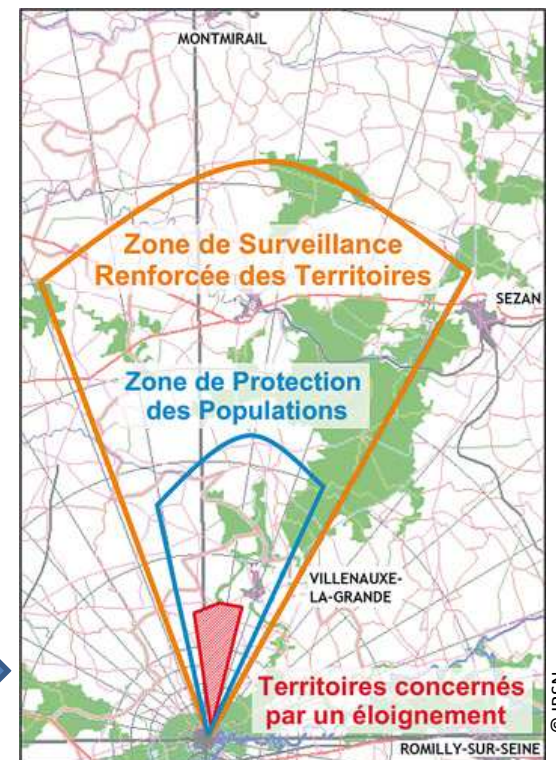 MONTMIRAIL
Zone de Surveillance
Renforcée des Territoires
SEZAN
Zone de Protection
des Populations
VILLENAUXE-
LA-GRANDE
Territoires concernés
par un éloignement
ROMILLY-SUR-SEINE
© IRSN